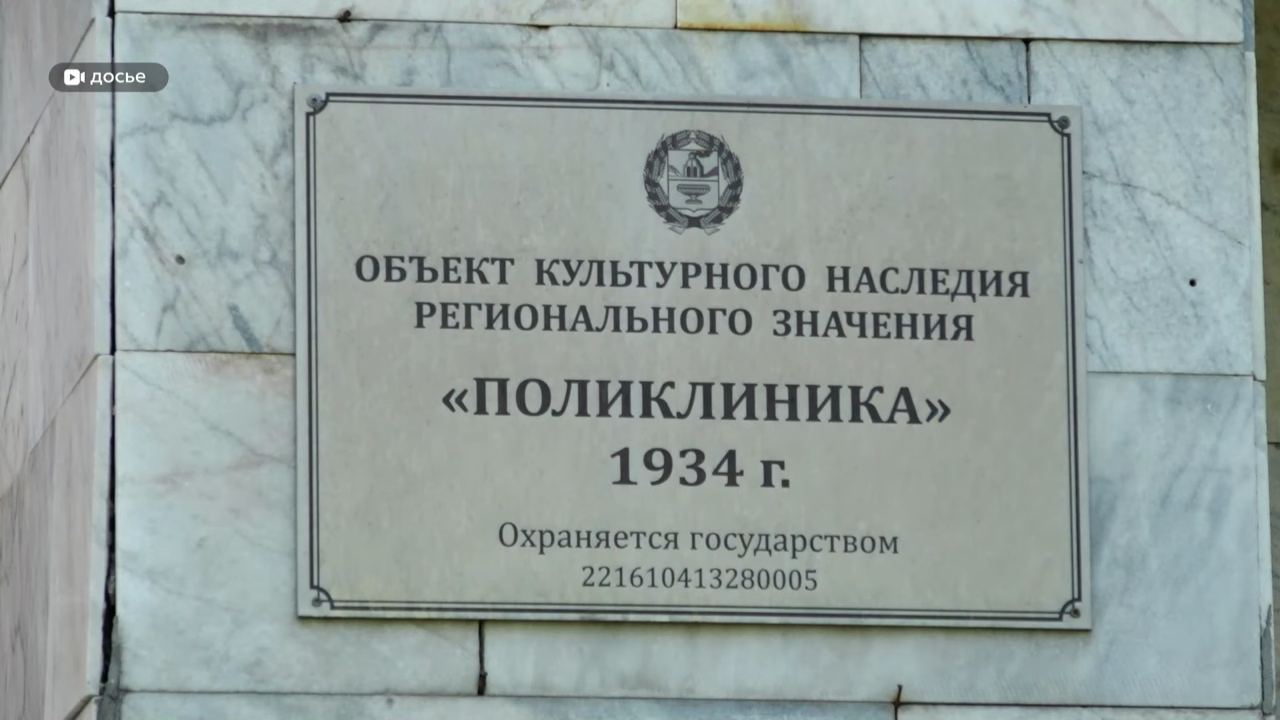 досье
ОБЪЕКТ КУЛЬТУРНОГО НАСЛЕДИЯ
РЕГИОНАЛЬНОГО ЗНАЧЕНИЯ
«ПОЛИКЛИНИКА»
1934 г.
Охраняется государством
221610413280005